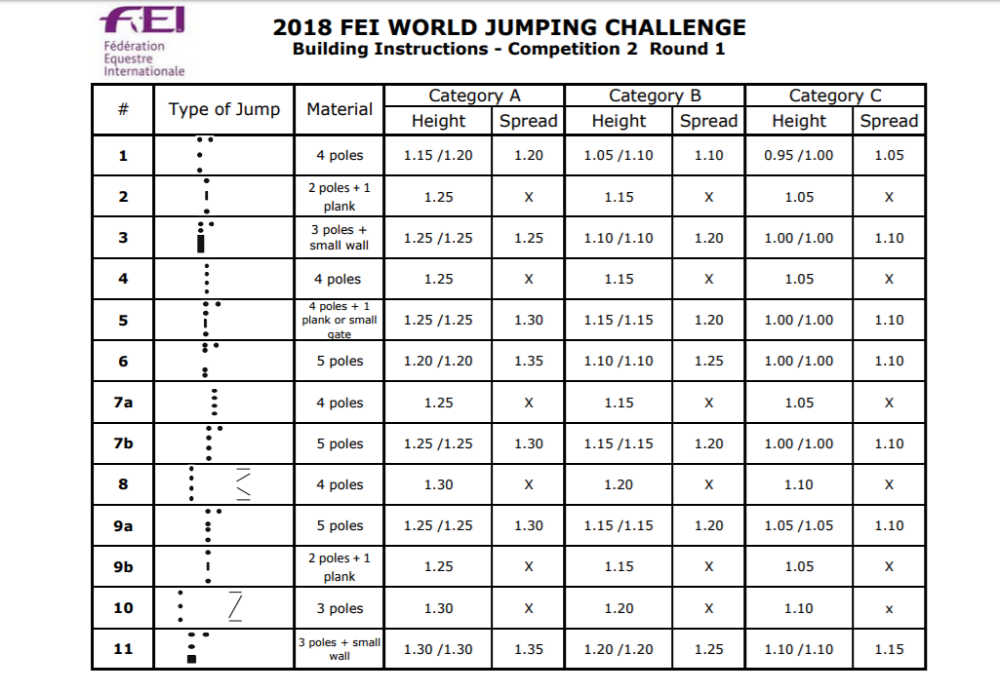 FEI
Fédération
Equestre
Internationale
2018 FEI WORLD JUMPING CHALLENGE
Building Instructions - Competition 2 Round 1
# Type of Jump Material Category A Category B Category C
Height Spread Height Spread Height Spread
1 4 poles 1.15 /1.20 1.20 1.05 /1.10 1.10 0.95 /1.00 1.05
2 2 poles + 1 plank 1.25 X 1.15 X 1.05 X
3 3 poles + small wall 1.25 /1.25 1.25 1.10 /1.10 1.20 1.00 /1.00 1.10
4 4 poles 1.25 X 1.15 X 1.05 X
5 4 poles + 1 plank or small gate 1.25 /1.25 1.30 1.15 /1.15 1.20 1.00 /1.00 1.10
6 5 poles 1.20 /1.20 1.35 1.10 /1.10 1.25 1.00 /1.00 1.10
7a 4 poles 1.25 X 1.15 X 1.05 X
7b 5 poles 1.25 /1.25 1.30 1.15 /1.15 1.20 1.00 /1.00 1.10
8 4 poles 1.30 X 1.20 X 1.10 X
9a 5 poles 1.25 /1.25 1.30 1.15 /1.15 1.20 1.05 /1.05 1.10
9b 2 poles + 1 plank 1.25 X 1.15 X 1.05 X
10 3 poles 1.30 X 1.20 X 1.10 x
11 3 poles + small wall 1.30 /1.30 1.35 1.20 /1.20 1.25 1.10 /1.10 1.15